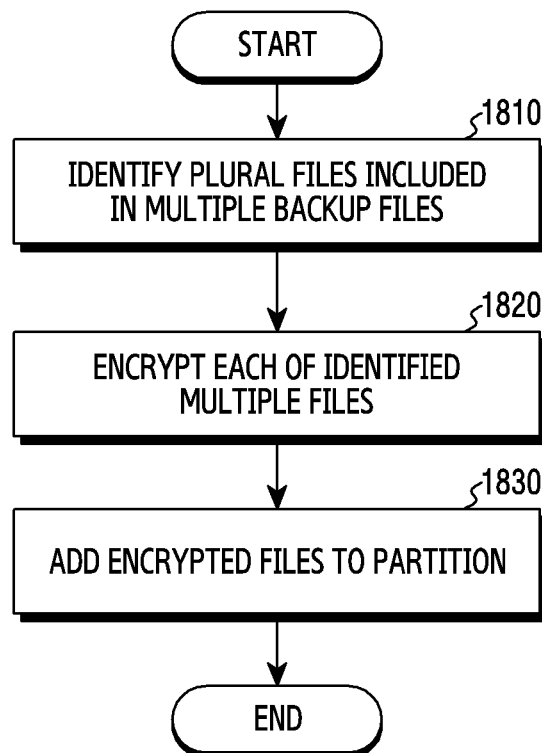 START
1810
IDENTIFY PLURAL FILES INCLUDED
IN MULTIPLE BACKUP FILES
1820
ENCRYPT EACH OF IDENTIFIED
MULTIPLE FILES
1830
ADD ENCRYPTED FILES TO PARTITION
END